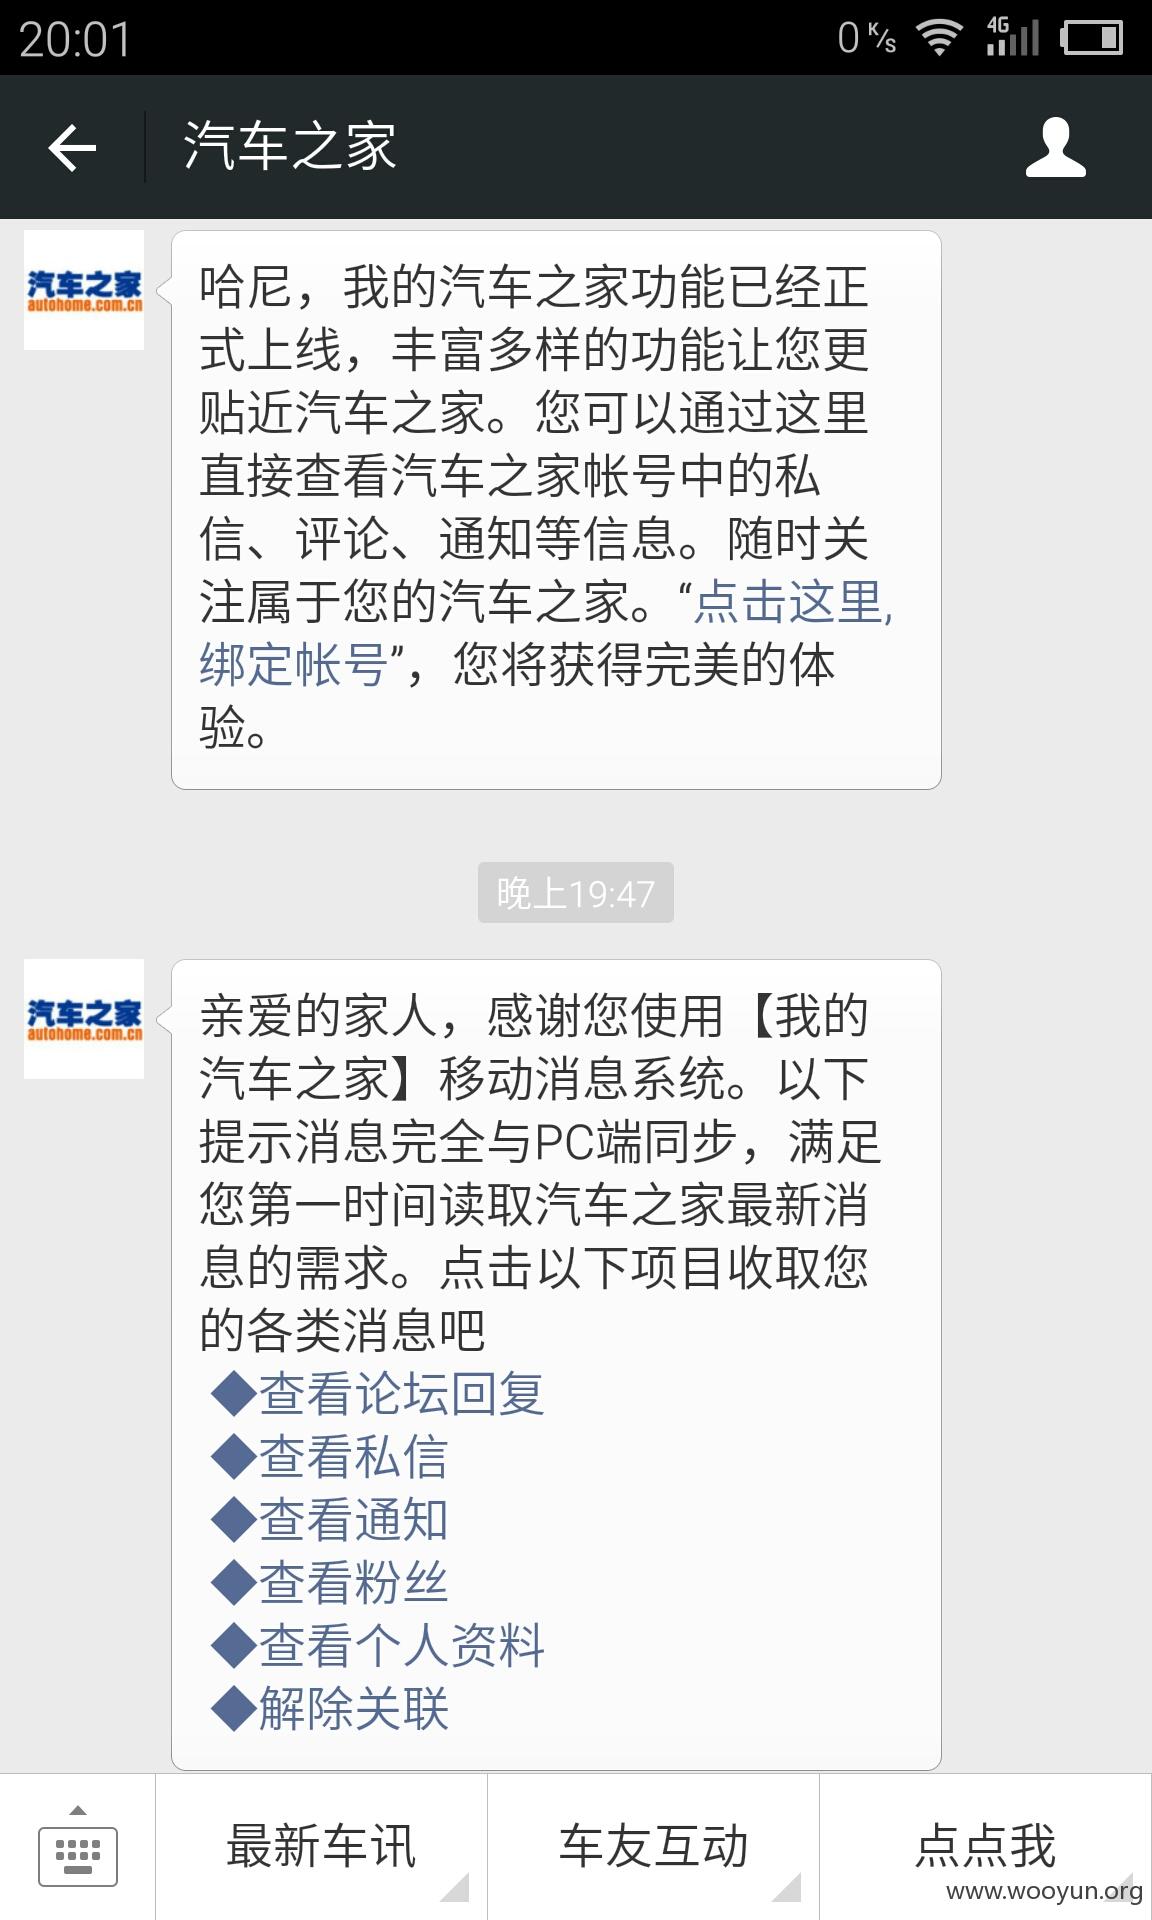 20:01
0 K/s
4G
汽车之家
汽车之家
autohome.com.cn
哈尼，我的汽车之家功能已经正
式上线，丰富多样的功能让您更
贴近汽车之家。您可以通过这里
直接查看汽车之家帐号中的私
信、评论、通知等信息。随时关
注属于您的汽车之家。“点击这里,
绑定帐号”，您将获得完美的体
验。
晚上19:47
汽车之家
autohome.com.cn
亲爱的家人，感谢您使用【我的
汽车之家】移动消息系统。以下
提示消息完全与PC端同步，满足
您第一时间读取汽车之家最新消
息的需求。点击以下项目收取您
的各类消息吧
◆查看论坛回复
◆查看私信
◆查看通知
◆查看粉丝
◆查看个人资料
◆解除关联
最新车讯
车友互动
点点我
www.wooyun.org